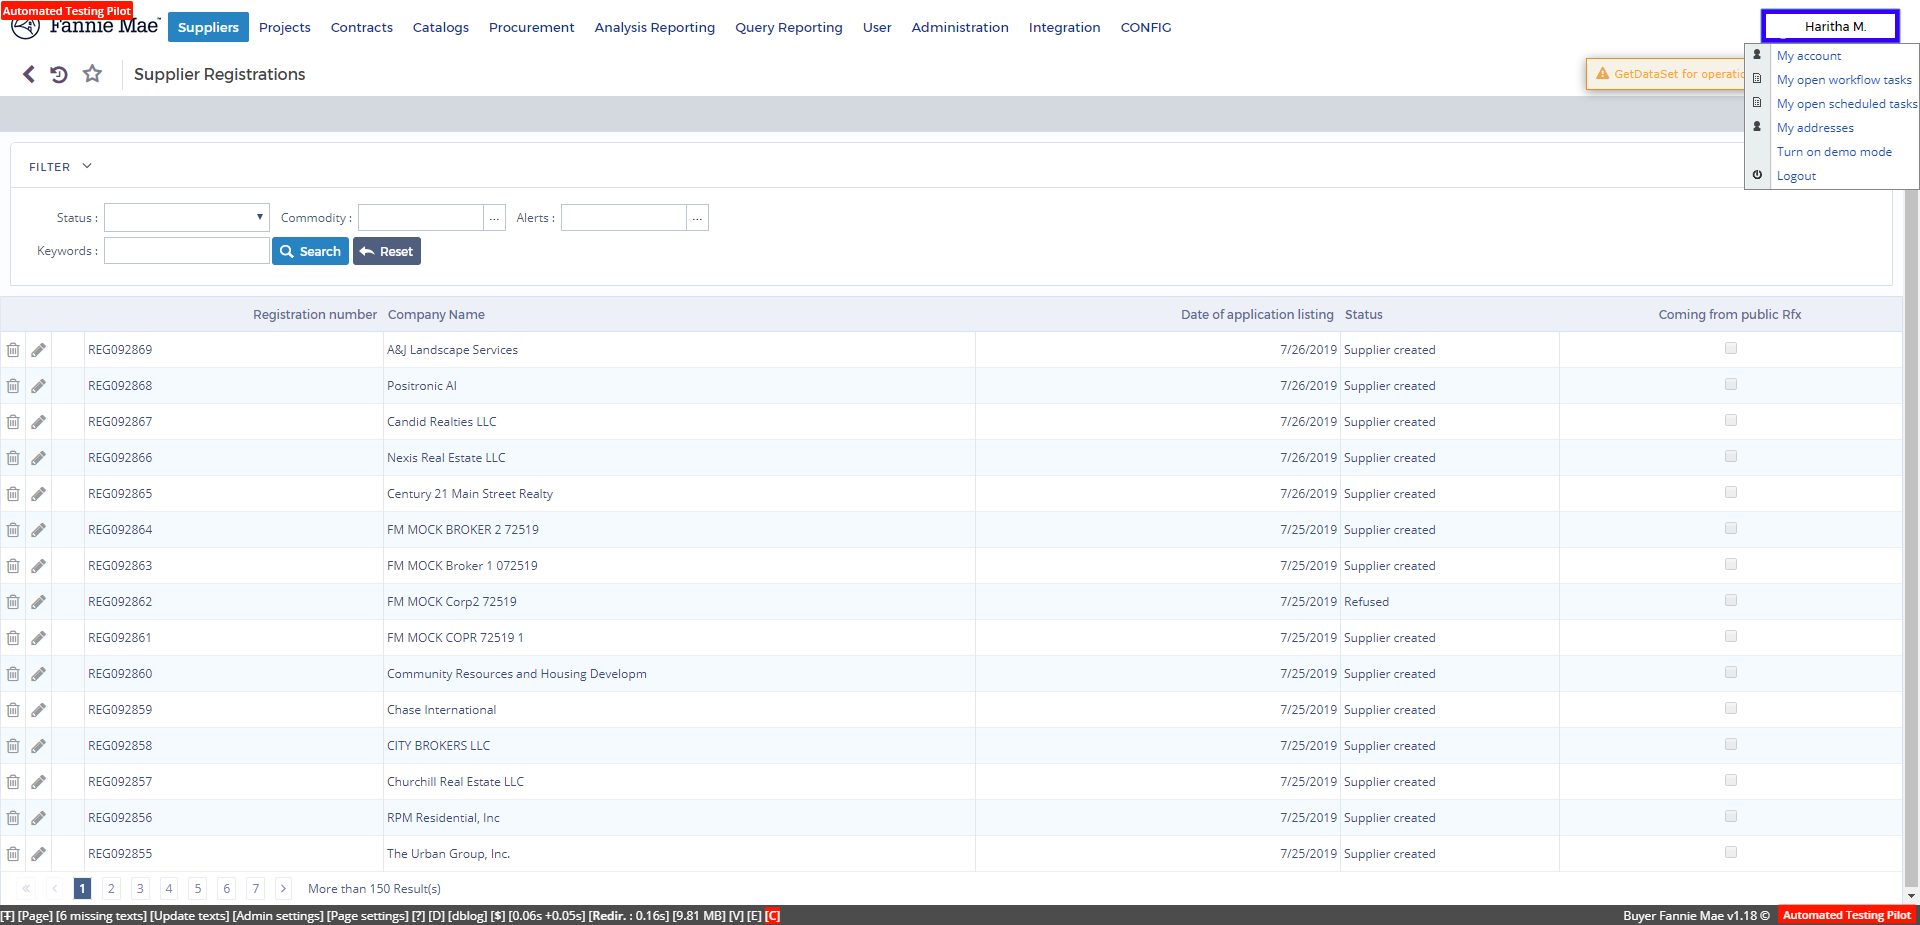 Automated Testing Pilot
Fannie Mae
Suppliers Projects Contracts Catalogs Procurement Analysis Reporting Query Reporting User Administration Integration CONFIG
Haritha M.
My account
My open workflow tasks
My open scheduled tasks
My addresses
Turn on demo mode
Logout
Supplier Registrations
GetDataSet for operatio
FILTER
Status : Commodity : ... Alerts : ...
Keywords : Search Reset
Registration number Company Name Date of application listing Status Coming from public Rfx
REG092869 A&J Landscape Services 7/26/2019 Supplier created
REG092868 Positronic AI 7/26/2019 Supplier created
REG092867 Candid Realties LLC 7/26/2019 Supplier created
REG092866 Nexis Real Estate LLC 7/26/2019 Supplier created
REG092865 Century 21 Main Street Realty 7/26/2019 Supplier created
REG092864 FM MOCK BROKER 2 72519 7/25/2019 Supplier created
REG092863 FM MOCK Broker 1 072519 7/25/2019 Supplier created
REG092862 FM MOCK Corp2 72519 7/25/2019 Refused
REG092861 FM MOCK COPR 72519 1 7/25/2019 Supplier created
REG092860 Community Resources and Housing Developm 7/25/2019 Supplier created
REG092859 Chase International 7/25/2019 Supplier created
REG092858 CITY BROKERS LLC 7/25/2019 Supplier created
REG092857 Churchill Real Estate LLC 7/25/2019 Supplier created
REG092856 RPM Residential, Inc 7/25/2019 Supplier created
REG092855 The Urban Group, Inc. 7/25/2019 Supplier created
« ‹ 1 2 3 4 5 6 7 › More than 150 Result(s)
[T] [Page] [6 missing texts] [Update texts] [Admin settings] [Page settings] [?] [D] [dblog] [$] [0.06s +0.05s] [Redir. : 0.16s] [9.81 MB] [V] [E] [C]
Buyer Fannie Mae v1.18 © Automated Testing Pilot